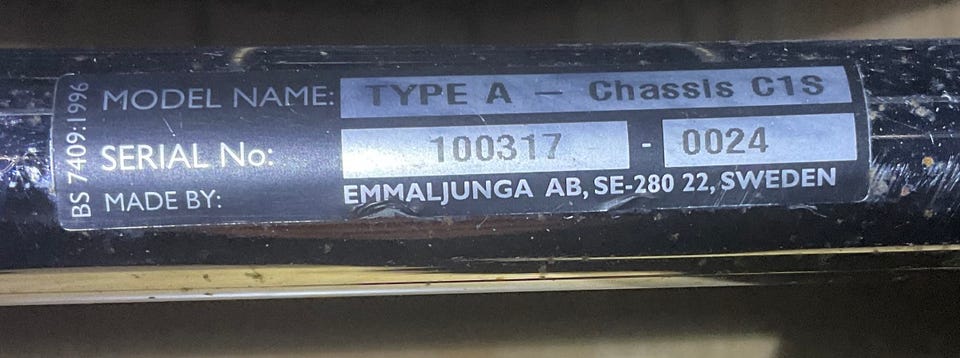 BS 7409:1996
MODEL NAME: TYPE A - Chassis C1S
SERIAL No: 100317 - 0024
MADE BY: EMMALJUNGA AB, SE-280 22, SWEDEN